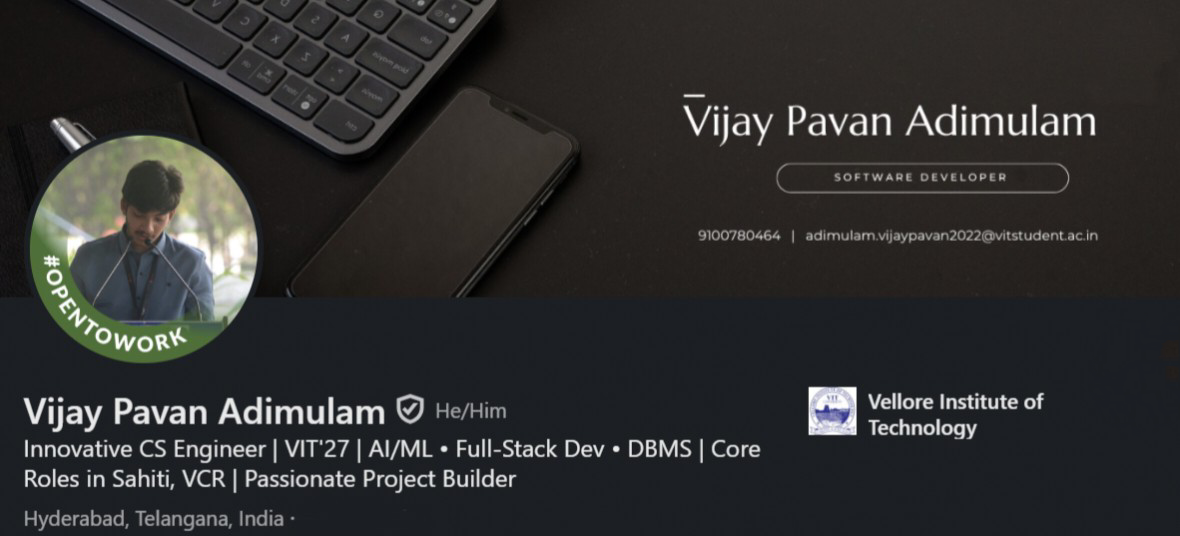 Vijay Pavan Adimulam
SOFTWARE DEVELOPER
9100780464 | adimulam.vijaypavan2022@vitstudent.ac.in
#OPENTOWORK
Vijay Pavan Adimulam He/Him
Innovative CS Engineer | VIT'27 | AI/ML • Full-Stack Dev • DBMS | Core
Roles in Sahiti, VCR | Passionate Project Builder
Hyderabad, Telangana, India ·
VIT
Vellore Institute of
Technology